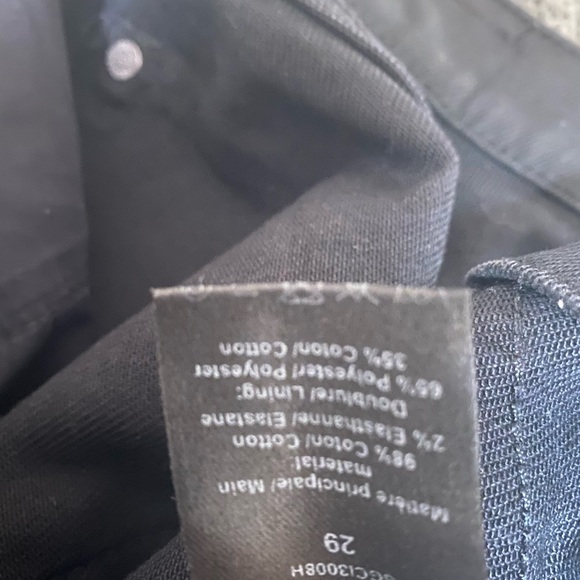 GCI3008H
29
Matière principale/ Main
material:
98% Coton/ Cotton
2% Elasthanne/ Elastane
Doublure/ Lining:
65% Polyester/ Polyester
35% Coton/ Cotton